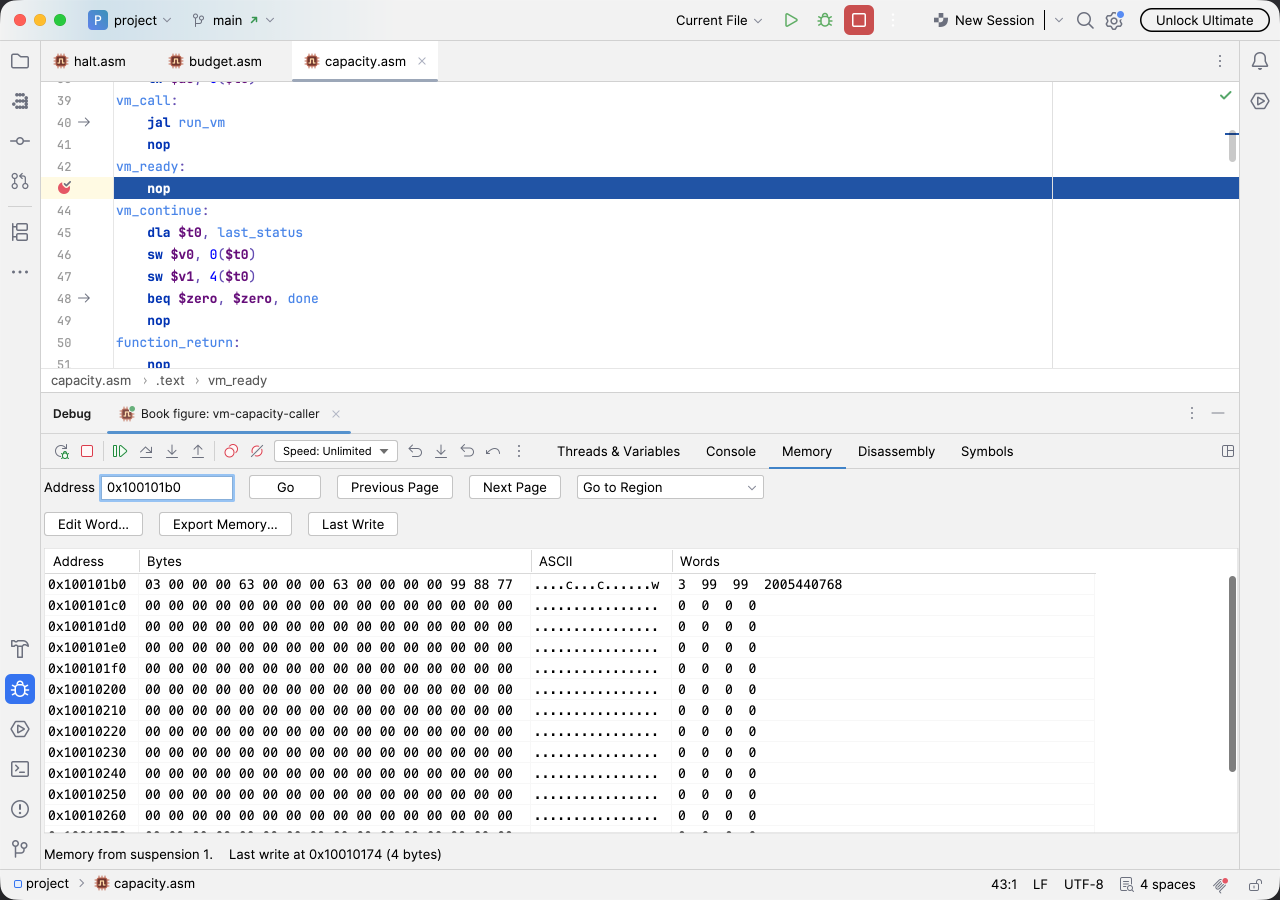 P project main Current File New Session Unlock Ultimate
halt.asm budget.asm capacity.asm
39 vm_call:
40 jal run_vm
41 nop
42 vm_ready:
nop
44 vm_continue:
45 dla $t0, last_status
46 sw $v0, 0($t0)
47 sw $v1, 4($t0)
48 beq $zero, $zero, done
49 nop
50 function_return:
51 nop
capacity.asm › .text › vm_ready
Debug Book figure: vm-capacity-caller
Speed: Unlimited Threads & Variables Console Memory Disassembly Symbols
Address 0x100101b0 Go Previous Page Next Page Go to Region
Edit Word... Export Memory... Last Write
Address Bytes ASCII Words
0x100101b0 03 00 00 00 63 00 00 00 63 00 00 00 00 99 88 77 ....c...c......w 3 99 99 2005440768
0x100101c0 00 00 00 00 00 00 00 00 00 00 00 00 00 00 00 00 ................ 0 0 0 0
0x100101d0 00 00 00 00 00 00 00 00 00 00 00 00 00 00 00 00 ................ 0 0 0 0
0x100101e0 00 00 00 00 00 00 00 00 00 00 00 00 00 00 00 00 ................ 0 0 0 0
0x100101f0 00 00 00 00 00 00 00 00 00 00 00 00 00 00 00 00 ................ 0 0 0 0
0x10010200 00 00 00 00 00 00 00 00 00 00 00 00 00 00 00 00 ................ 0 0 0 0
0x10010210 00 00 00 00 00 00 00 00 00 00 00 00 00 00 00 00 ................ 0 0 0 0
0x10010220 00 00 00 00 00 00 00 00 00 00 00 00 00 00 00 00 ................ 0 0 0 0
0x10010230 00 00 00 00 00 00 00 00 00 00 00 00 00 00 00 00 ................ 0 0 0 0
0x10010240 00 00 00 00 00 00 00 00 00 00 00 00 00 00 00 00 ................ 0 0 0 0
0x10010250 00 00 00 00 00 00 00 00 00 00 00 00 00 00 00 00 ................ 0 0 0 0
0x10010260 00 00 00 00 00 00 00 00 00 00 00 00 00 00 00 00 ................ 0 0 0 0
Memory from suspension 1. Last write at 0x10010174 (4 bytes)
project › capacity.asm 43:1 LF UTF-8 4 spaces